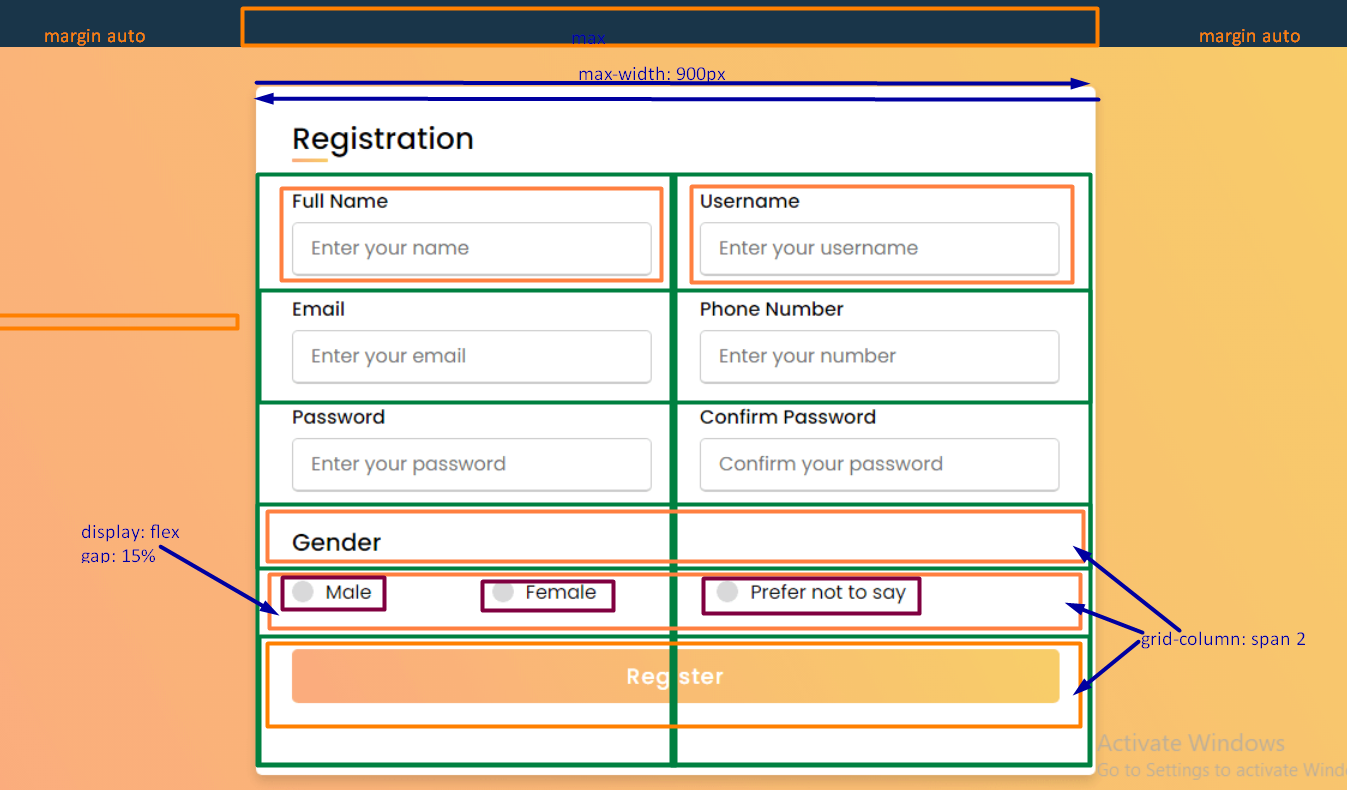 margin auto
max
margin auto
max-width: 900px
Registration
Full Name
Username
Enter your name
Enter your username
Email
Phone Number
Enter your email
Enter your number
Password
Confirm Password
Enter your password
Confirm your password
display: flex
gap: 15%
Gender
Male
Female
Prefer not to say
grid-column: span 2
Register
Activate Windows
Go to Settings to activate Wind